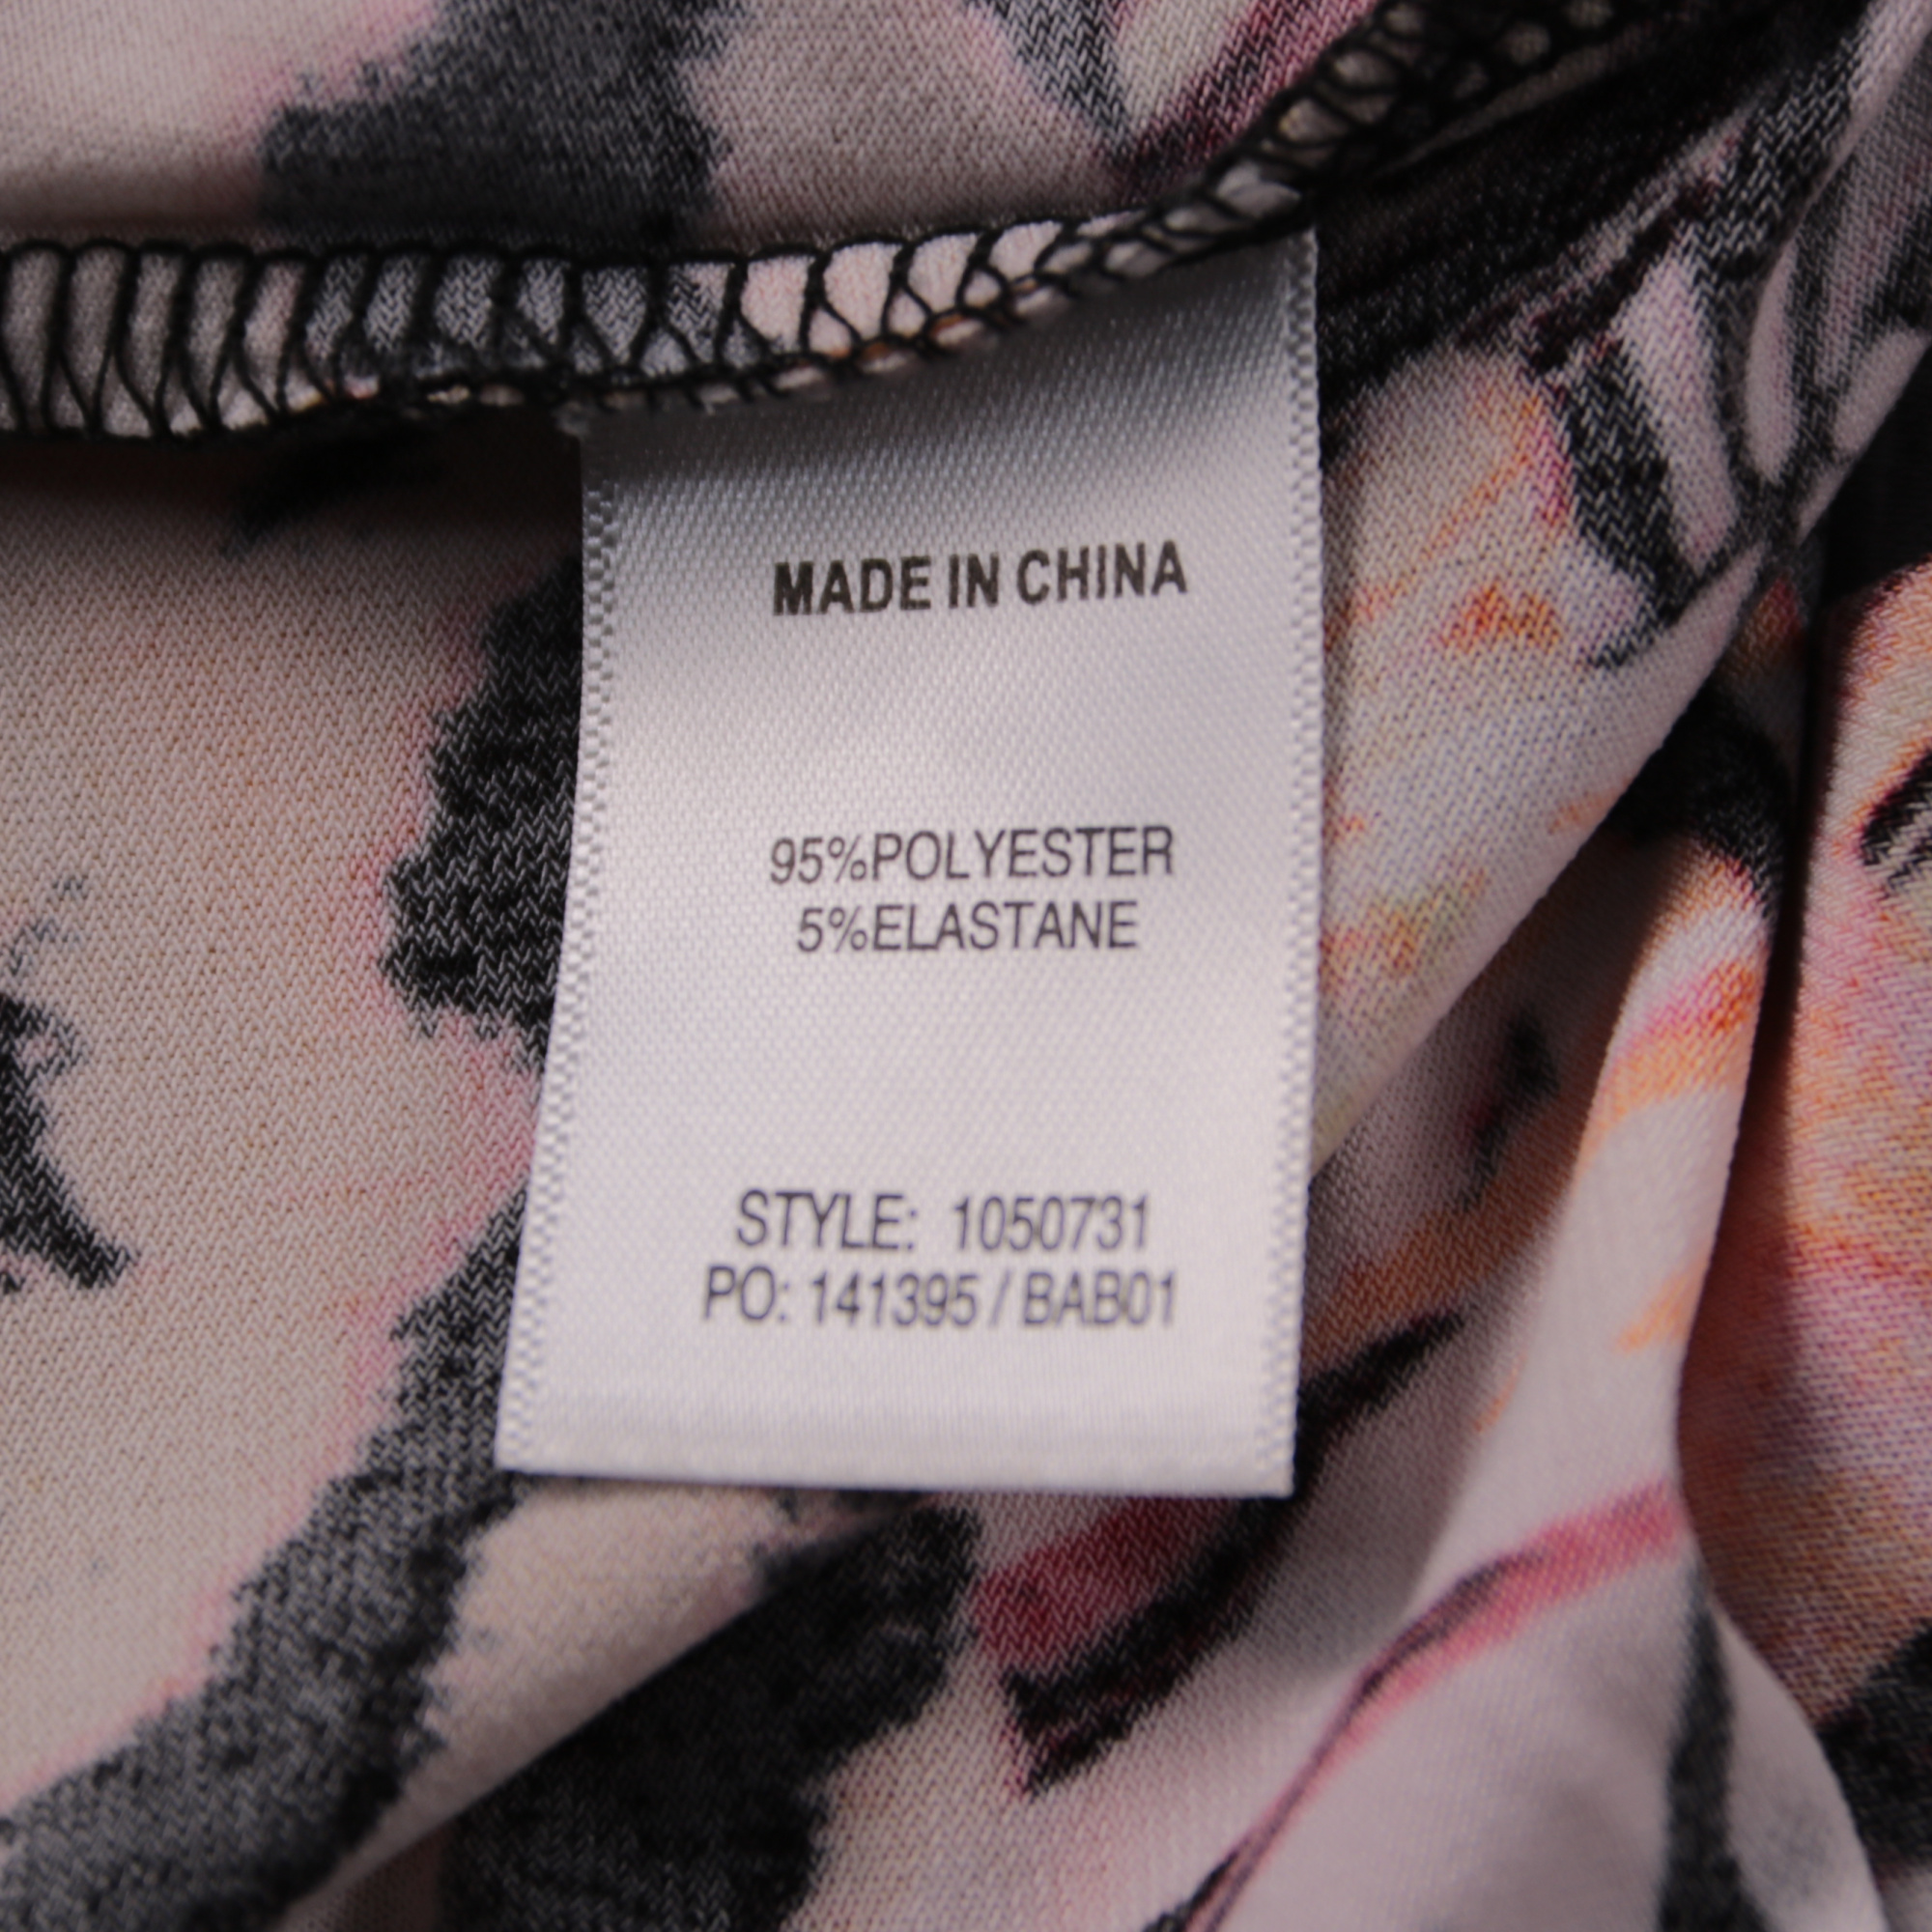 MADE IN CHINA
95%POLYESTER
5%ELASTANE
STYLE: 1050731
PO: 141395 / BAB01